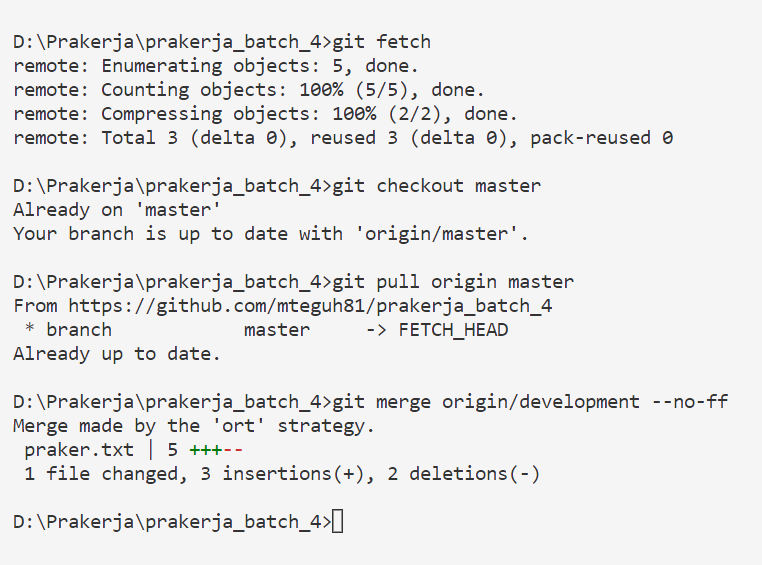 D:\Prakerja\prakerja_batch_4>git fetch
remote: Enumerating objects: 5, done.
remote: Counting objects: 100% (5/5), done.
remote: Compressing objects: 100% (2/2), done.
remote: Total 3 (delta 0), reused 3 (delta 0), pack-reused 0

D:\Prakerja\prakerja_batch_4>git checkout master
Already on 'master'
Your branch is up to date with 'origin/master'.

D:\Prakerja\prakerja_batch_4>git pull origin master
From https://github.com/mteguh81/prakerja_batch_4
 * branch            master     -> FETCH_HEAD
Already up to date.

D:\Prakerja\prakerja_batch_4>git merge origin/development --no-ff
Merge made by the 'ort' strategy.
 praker.txt | 5 +++--
 1 file changed, 3 insertions(+), 2 deletions(-)

D:\Prakerja\prakerja_batch_4>